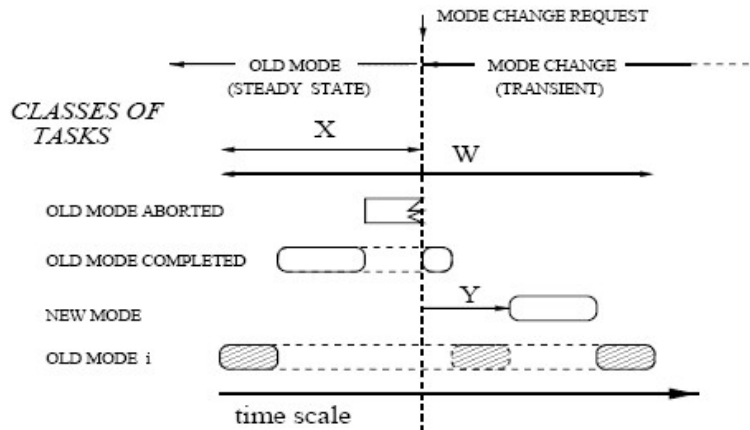 MODE CHANGE REQUEST
OLD MODE
(STEADY STATE)
MODE CHANGE
(TRANSIENT)
CLASSES OF
TASKS
X
W
OLD MODE ABORTED
OLD MODE COMPLETED
Y
NEW MODE
OLD MODE i
time scale